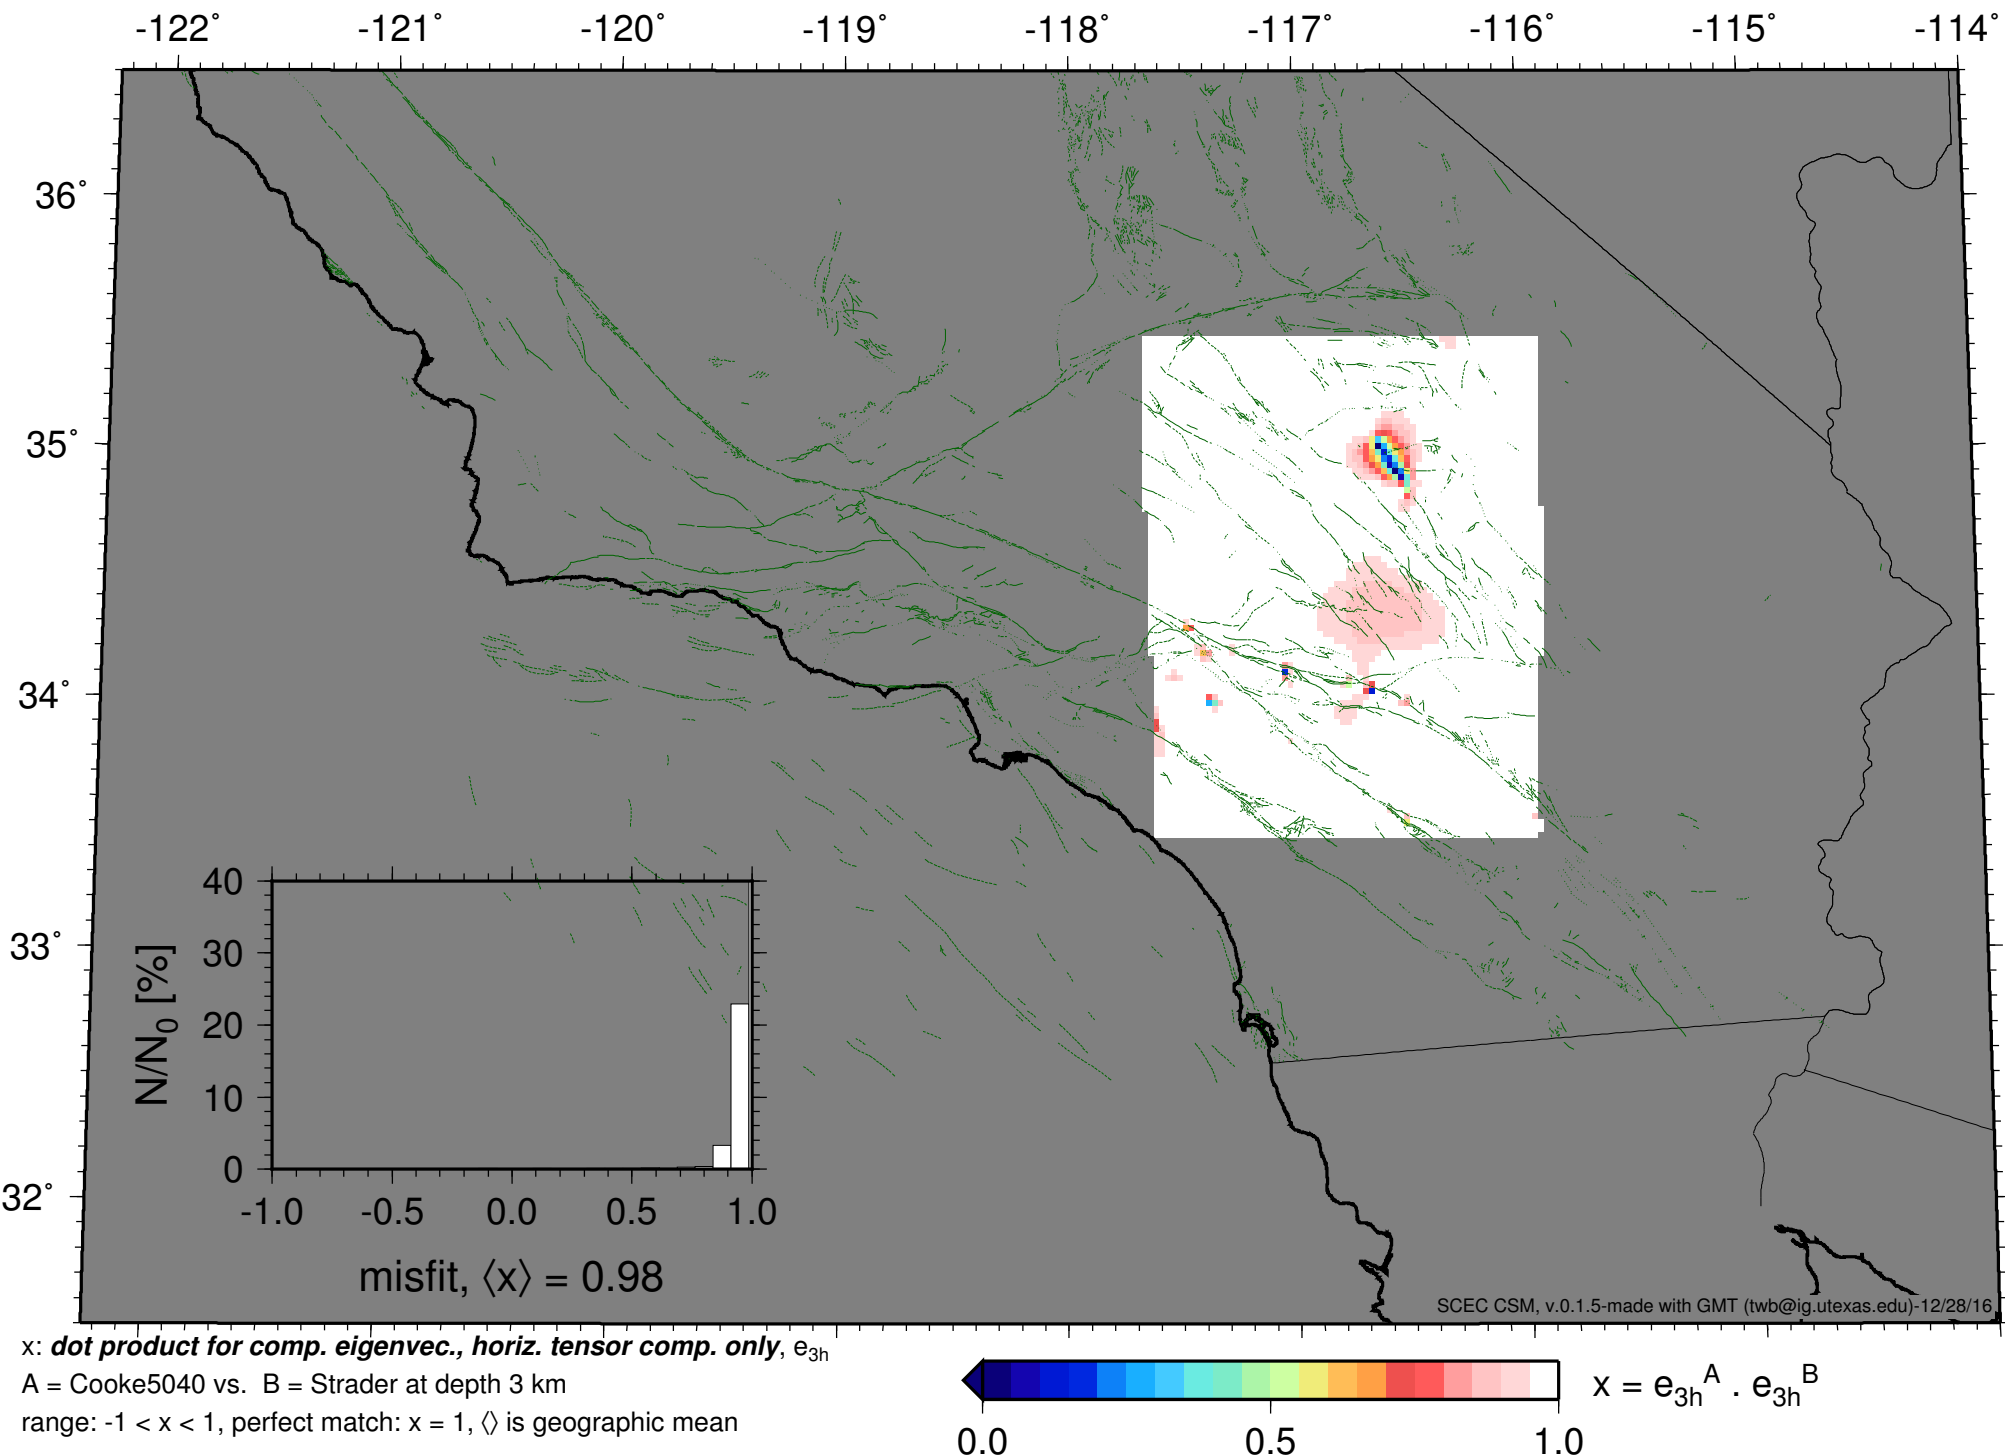 -122˚ -121˚ -120˚ -119˚ -118˚ -117˚ -116˚ -115˚ -114˚
36˚
35˚
34˚
33˚
32˚
40
30
20
10
0
N/N0 [%]
-1.0 -0.5 0.0 0.5 1.0
misfit, ⟨x⟩ = 0.98
SCEC CSM, v.0.1.5-made with GMT (twb@ig.utexas.edu)-12/28/16
x: dot product for comp. eigenvec., horiz. tensor comp. only, e3h
A = Cooke5040 vs. B = Strader at depth 3 km
range: -1 < x < 1, perfect match: x = 1, ⟨⟩ is geographic mean
0.0 0.5 1.0
x = e3hA . e3hB